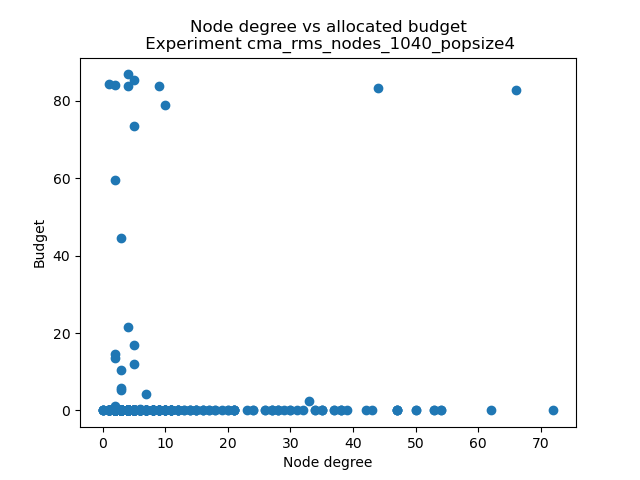 Node degree vs allocated budget
Experiment cma_rms_nodes_1040_popsize4
80
60
40
20
0
Budget
0 10 20 30 40 50 60 70
Node degree